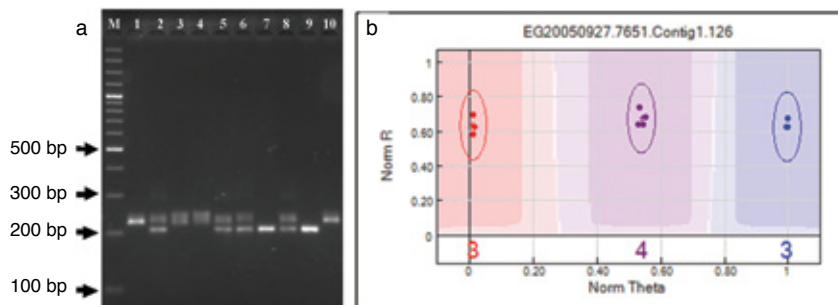 a
M 1 2 3 4 5 6 7 8 9 10
500 bp
300 bp
200 bp
100 bp
b
EG20050927.7651.Contig1.126
Norm R
1
0.80
0.60
0.40
0.20
0
3 4 3
0 0.20 0.40 0.60 0.80 1
Norm Theta